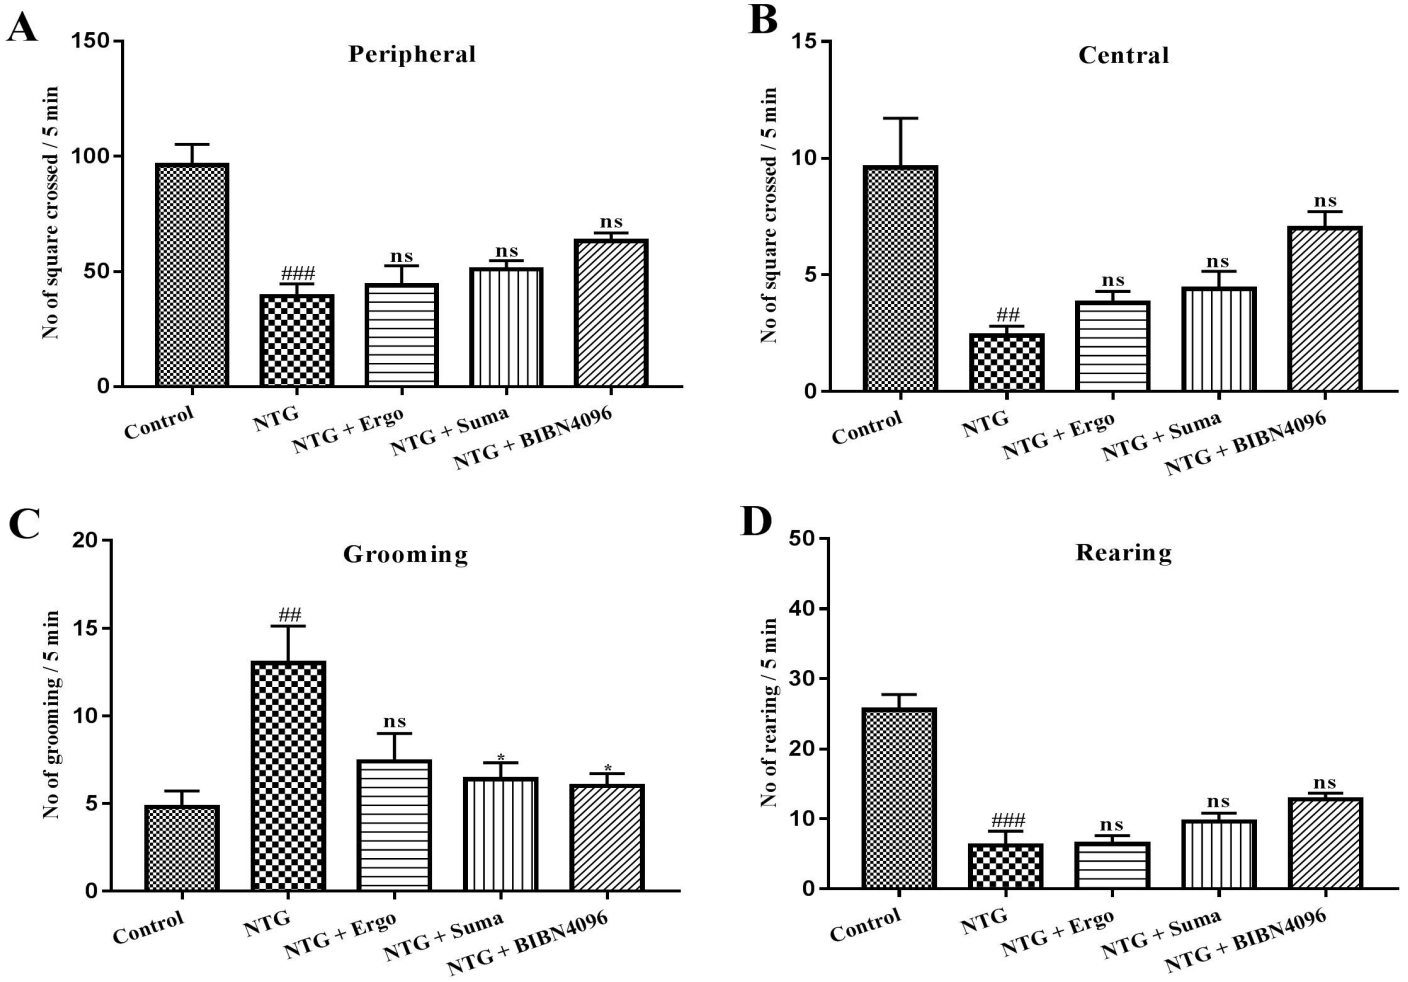 A
Peripheral
No of square crossed / 5 min
150
100
50
0
###
ns
ns
ns
Control
NTG
NTG + Ergo
NTG + Suma
NTG + BIBN4096
B
Central
No of square crossed / 5 min
15
10
5
0
##
ns
ns
ns
Control
NTG
NTG + Ergo
NTG + Suma
NTG + BIBN4096
C
Grooming
No of grooming / 5 min
20
15
10
5
0
##
ns
*
*
Control
NTG
NTG + Ergo
NTG + Suma
NTG + BIBN4096
D
Rearing
No of rearing / 5 min
50
40
30
20
10
0
###
ns
ns
ns
Control
NTG
NTG + Ergo
NTG + Suma
NTG + BIBN4096